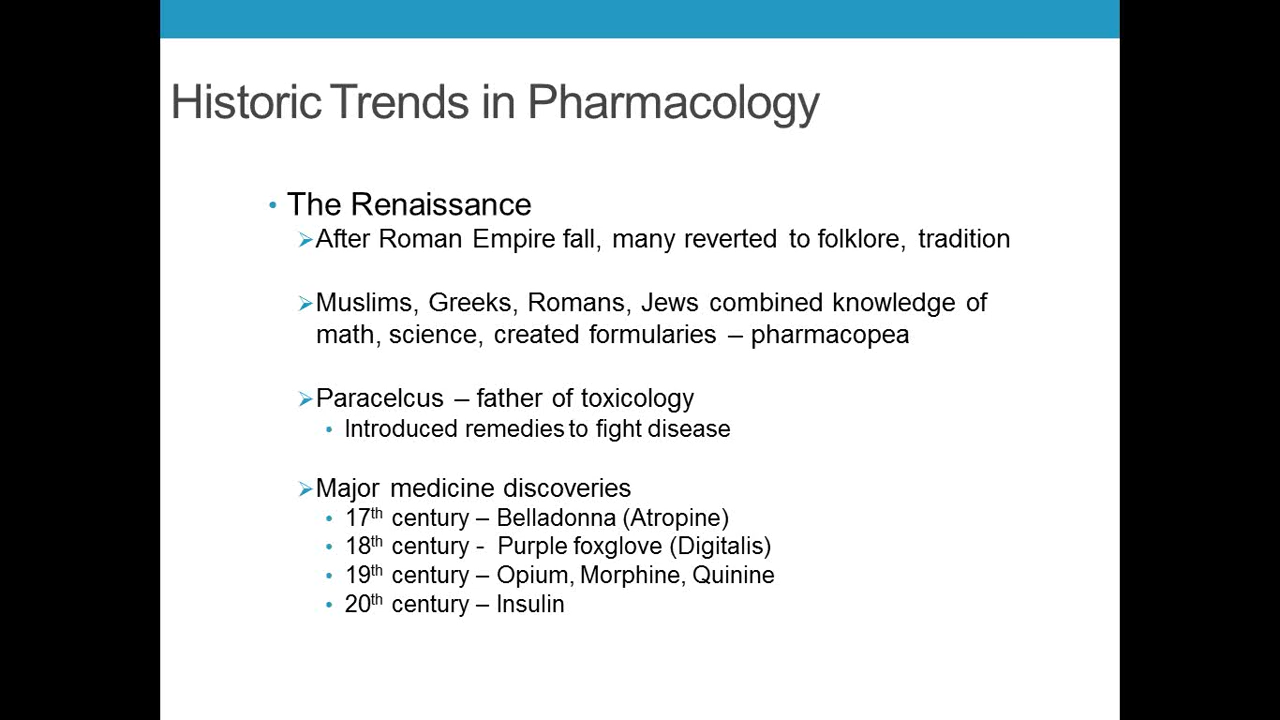 Historic Trends in Pharmacology
• The Renaissance
➢After Roman Empire fall, many reverted to folklore, tradition
➢Muslims, Greeks, Romans, Jews combined knowledge of
math, science, created formularies – pharmacopea
➢Paracelcus – father of toxicology
• Introduced remedies to fight disease
➢Major medicine discoveries
• 17th century – Belladonna (Atropine)
• 18th century - Purple foxglove (Digitalis)
• 19th century – Opium, Morphine, Quinine
• 20th century – Insulin